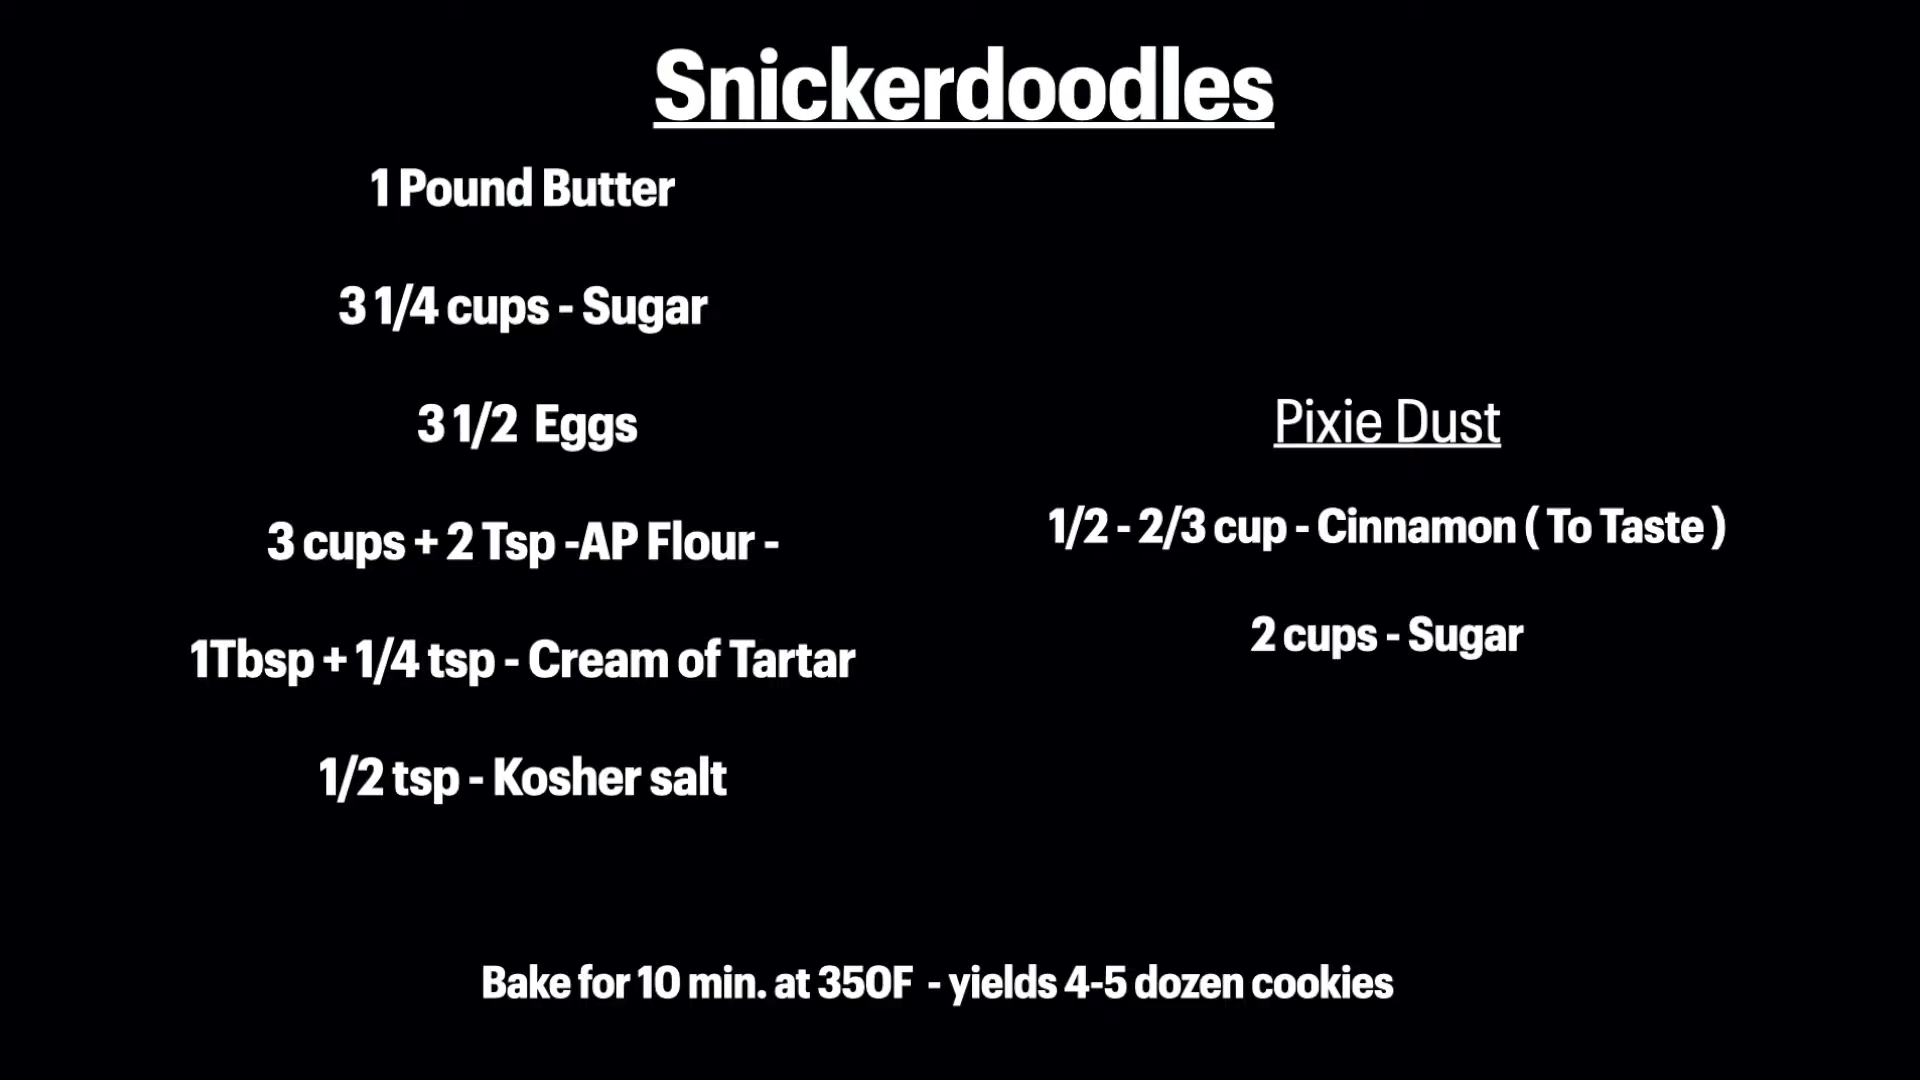 Snickerdoodles
1 Pound Butter
3 1/4 cups - Sugar
3 1/2 Eggs
3 cups + 2 Tsp -AP Flour -
1Tbsp + 1/4 tsp - Cream of Tartar
1/2 tsp - Kosher salt
Pixie Dust
1/2 - 2/3 cup - Cinnamon ( To Taste )
2 cups - Sugar
Bake for 10 min. at 350F - yields 4-5 dozen cookies